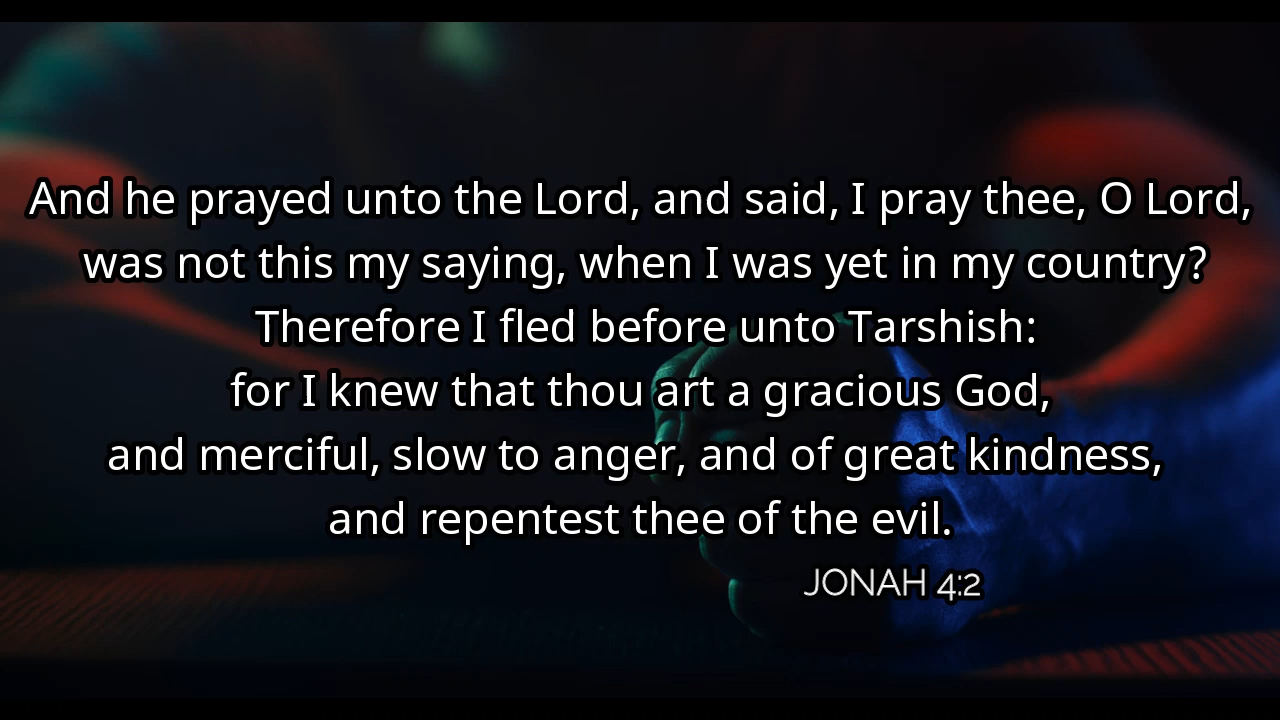 And he prayed unto the Lord, and said, I pray thee, O Lord,
was not this my saying, when I was yet in my country?
Therefore I fled before unto Tarshish:
for I knew that thou art a gracious God,
and merciful, slow to anger, and of great kindness,
and repentest thee of the evil.
JONAH 4:2